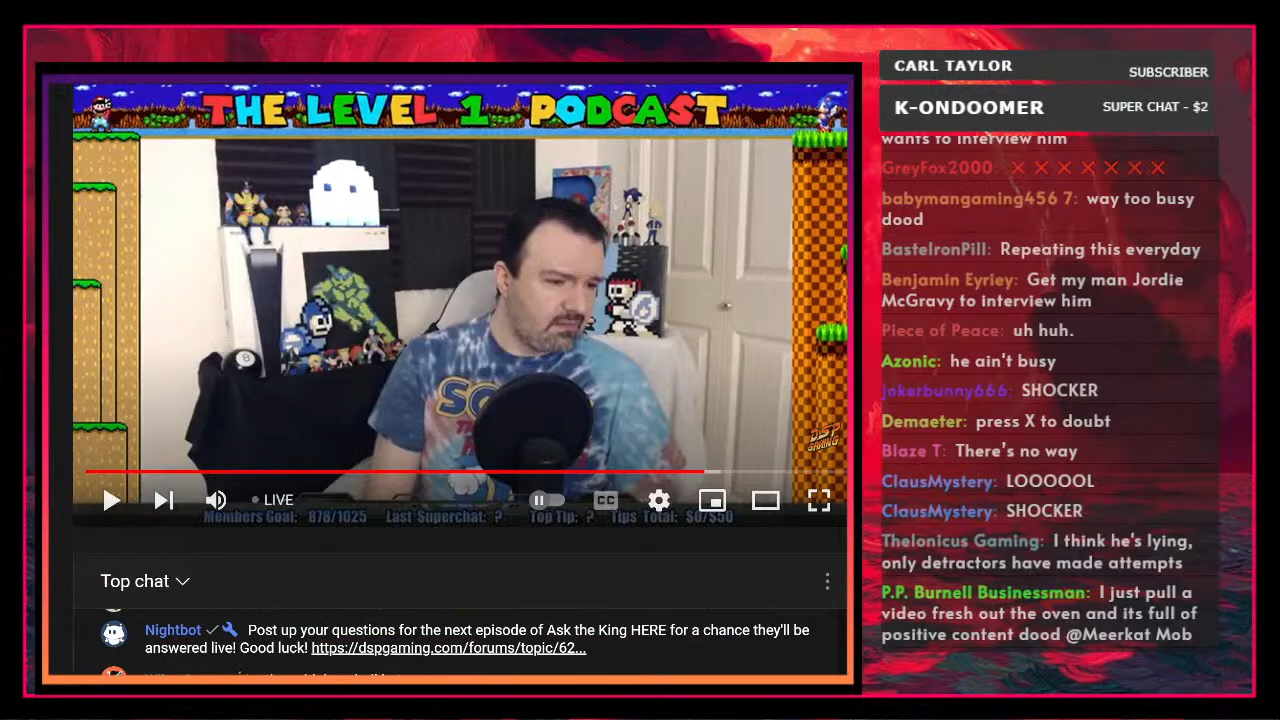 THE LEVEL 1 PODCAST
DSP
GAMING
LIVE
CC
Members Goal: 878/1025 Last Superchat: ? Top Tip: ? Tips Total: $0/$50
Top chat
Nightbot Post up your questions for the next episode of Ask the King HERE for a chance they'll be
answered live! Good luck! https://dspgaming.com/forums/topic/62...
CARL TAYLOR SUBSCRIBER
K-ONDOOMER SUPER CHAT - $2
wants to interview him
GreyFox2000:
babymangaming456 7: way too busy
dood
BasteIronPill: Repeating this everyday
Benjamin Eyriey: Get my man Jordie
McGravy to interview him
Piece of Peace: uh huh.
Azonic: he ain't busy
jokerbunny666: SHOCKER
Demaeter: press X to doubt
Blaze T: There's no way
ClausMystery: LOOOOOL
ClausMystery: SHOCKER
Thelonicus Gaming: I think he's lying,
only detractors have made attempts
P.P. Burnell Businessman: I just pull a
video fresh out the oven and its full of
positive content dood @Meerkat Mob